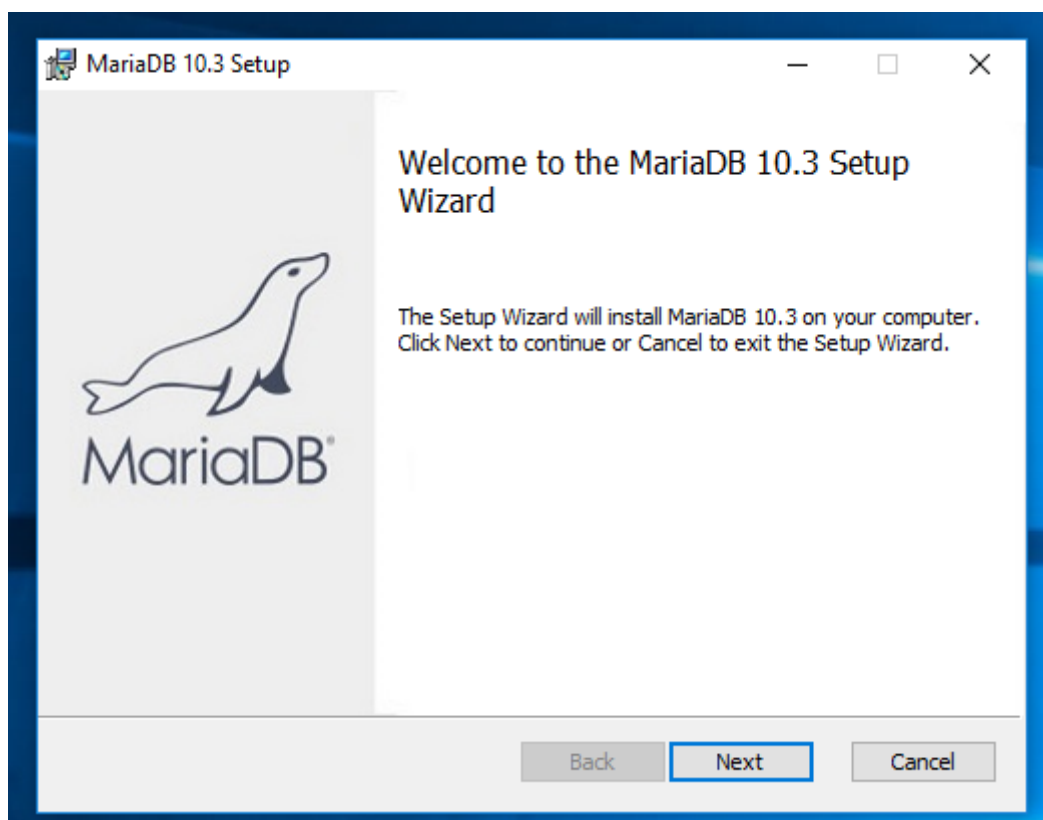 MariaDB 10.3 Setup
Welcome to the MariaDB 10.3 Setup
Wizard
The Setup Wizard will install MariaDB 10.3 on your computer.
Click Next to continue or Cancel to exit the Setup Wizard.
MariaDB®
Back
Next
Cancel